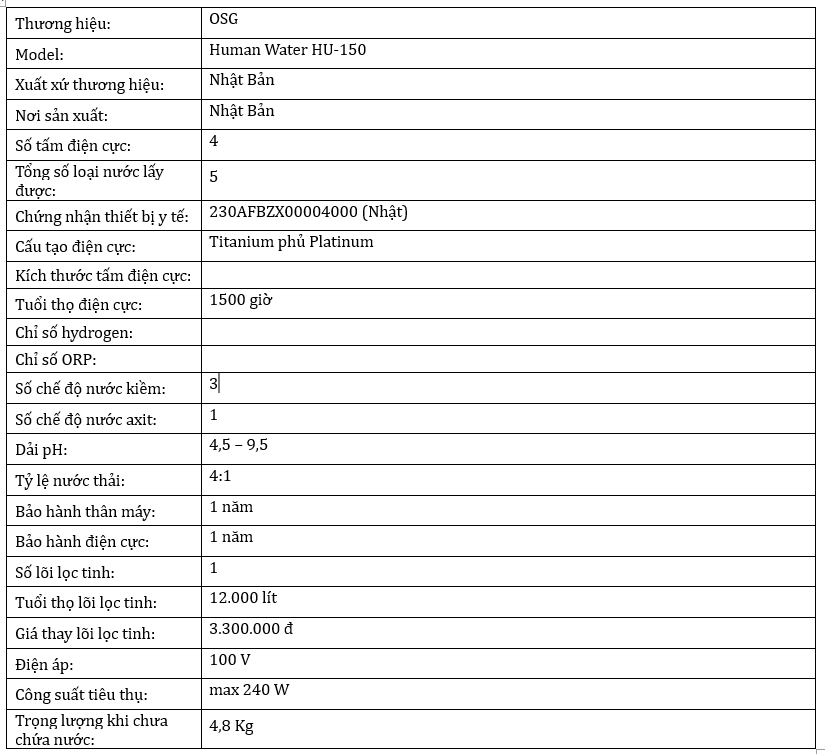 Thương hiệu: OSG
Model: Human Water HU-150
Xuất xứ thương hiệu: Nhật Bản
Nơi sản xuất: Nhật Bản
Số tấm điện cực: 4
Tổng số loại nước lấy
được: 5
Chứng nhận thiết bị y tế: 230AFBZX00004000 (Nhật)
Cấu tạo điện cực: Titanium phủ Platinum
Kích thước tấm điện cực:
Tuổi thọ điện cực: 1500 giờ
Chỉ số hydrogen:
Chỉ số ORP:
Số chế độ nước kiềm: 3
Số chế độ nước axit: 1
Dải pH: 4,5 – 9,5
Tỷ lệ nước thải: 4:1
Bảo hành thân máy: 1 năm
Bảo hành điện cực: 1 năm
Số lõi lọc tinh: 1
Tuổi thọ lõi lọc tinh: 12.000 lít
Giá thay lõi lọc tinh: 3.300.000 đ
Điện áp: 100 V
Công suất tiêu thụ: max 240 W
Trọng lượng khi chưa
chứa nước: 4,8 Kg